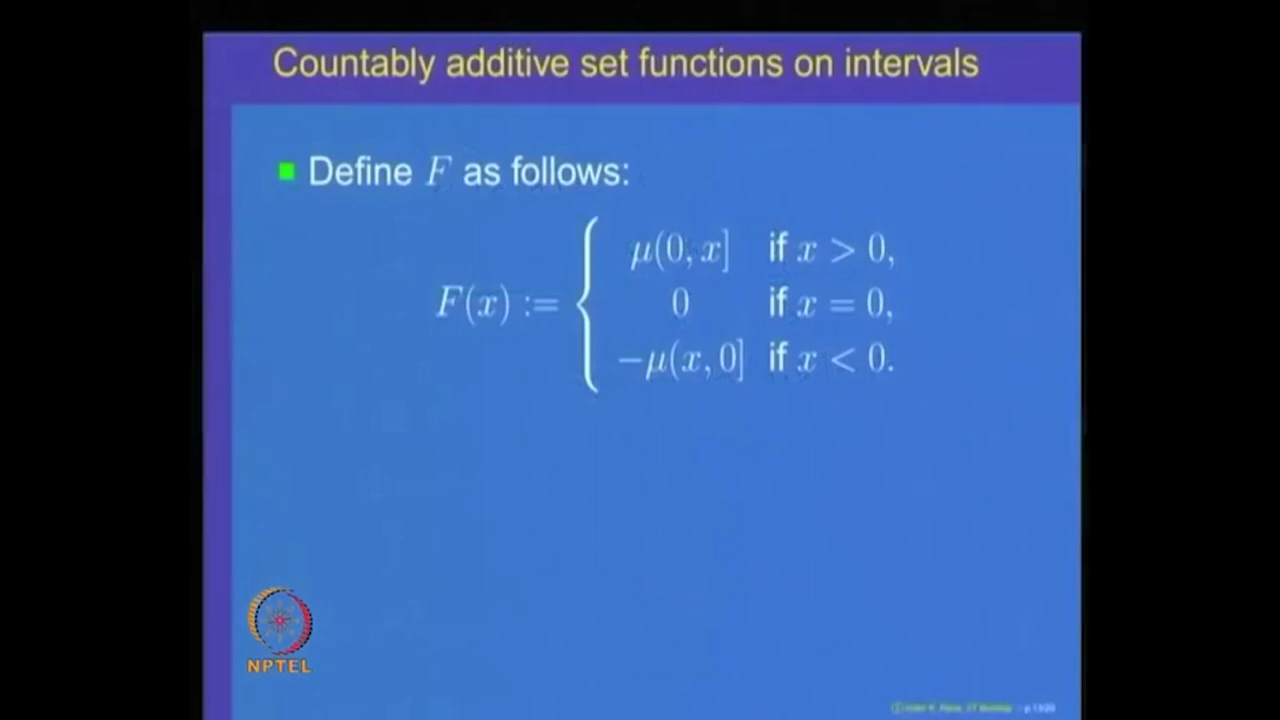 Countably additive set functions on intervals
Define F as follows:
F(x) := { μ(0, x] if x > 0,
0 if x = 0,
−μ(x, 0] if x < 0.
NPTEL